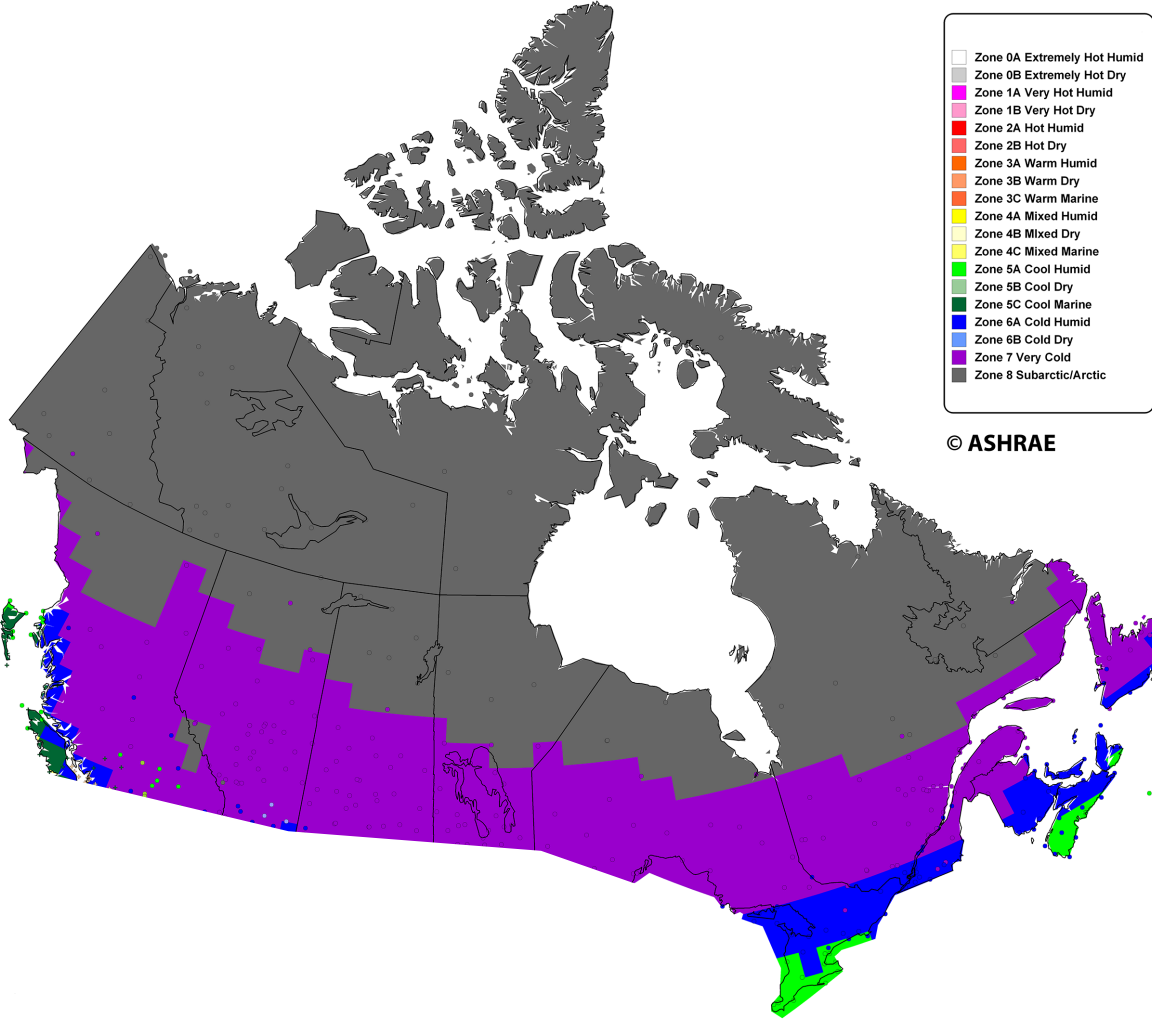 Zone 0A Extremely Hot Humid
Zone 0B Extremely Hot Dry
Zone 1A Very Hot Humid
Zone 1B Very Hot Dry
Zone 2A Hot Humid
Zone 2B Hot Dry
Zone 3A Warm Humid
Zone 3B Warm Dry
Zone 3C Warm Marine
Zone 4A Mixed Humid
Zone 4B MIxed Dry
Zone 4C Mixed Marine
Zone 5A Cool Humid
Zone 5B Cool Dry
Zone 5C Cool Marine
Zone 6A Cold Humid
Zone 6B Cold Dry
Zone 7 Very Cold
Zone 8 Subarctic/Arctic
© ASHRAE